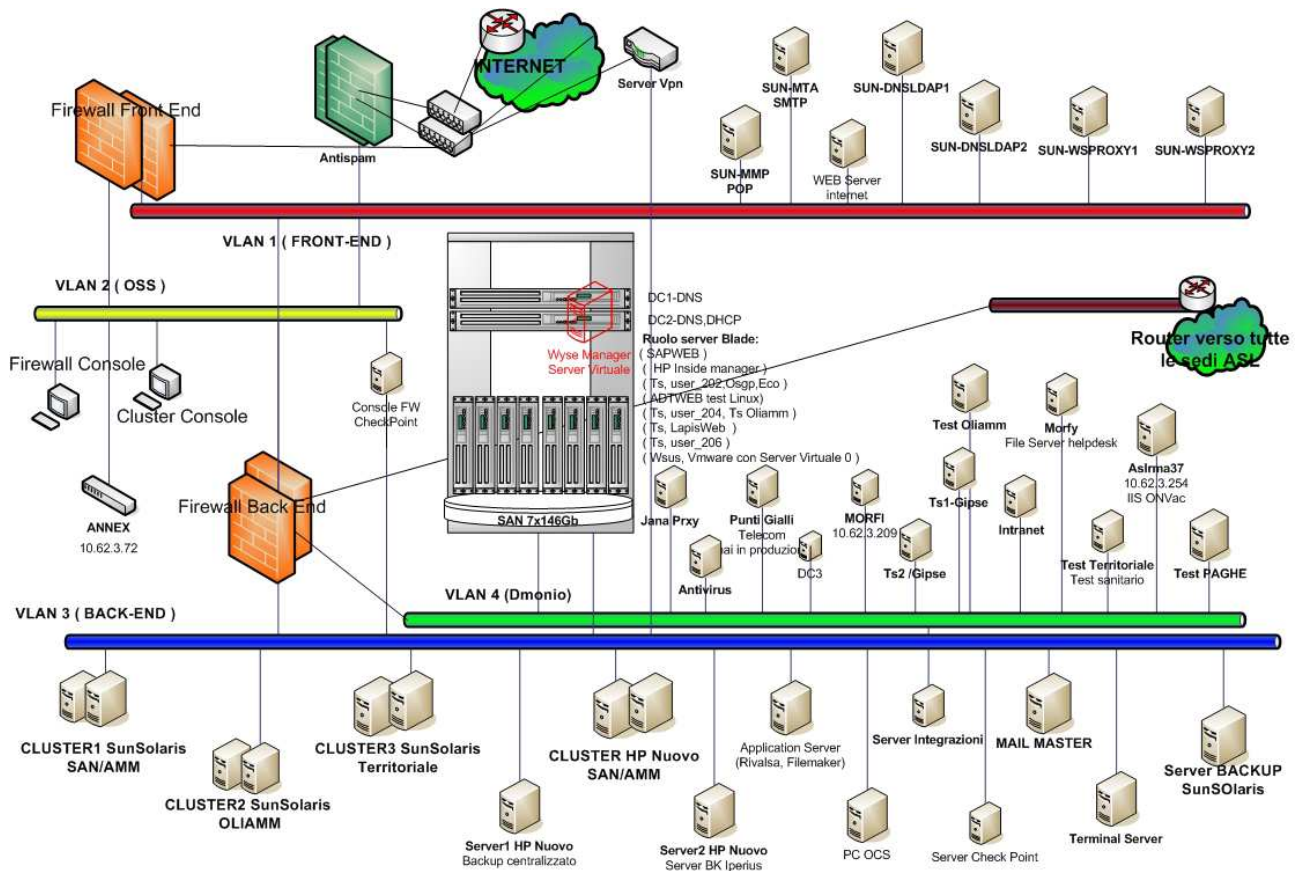 INTERNET
Server Vpn
SUN-MTA
SMTP
SUN-DNSLDAP1
Firewall Front End
Antispam
SUN-DNSLDAP2
SUN-WSPROXY1
SUN-WSPROXY2
SUN-MMP
POP
WEB Server
internet
VLAN 1 ( FRONT-END )
VLAN 2 ( OSS )
DC1-DNS
DC2-DNS,DHCP
Wyse Manager
Server Virtuale
Ruolo server Blade:
( SAPWEB )
( HP Inside manager )
( Ts, user_202,Osgp,Eco )
(ADTWEB test Linux)
( Ts, user_204, Ts Oliamm )
( Ts, LapisWeb )
( Ts, user_206 )
( Wsus, Vmware con Server Virtuale 0 )
Router verso tutte
le sedi ASL
Firewall Console
Cluster Console
Console FW
CheckPoint
Test Oliamm
Morfy
File Server helpdesk
Aslrma37
10.62.3.254
IIS ONVac
Firewall Back End
ANNEX
10.62.3.72
SAN 7x146Gb
Jana Prxy
Punti Gialli
Telecom
ai in produzion
MORFI
10.62.3.209
Ts1-Gipse
Intranet
Antivirus
DC3
Ts2 /Gipse
Test Territoriale
Test sanitario
Test PAGHE
VLAN 4 (Dmonio)
VLAN 3 ( BACK-END )
CLUSTER1 SunSolaris
SAN/AMM
CLUSTER2 SunSolaris
OLIAMM
CLUSTER3 SunSolaris
Territoriale
Server1 HP Nuovo
Backup centralizzato
CLUSTER HP Nuovo
SAN/AMM
Server2 HP Nuovo
Server BK Iperius
Application Server
(Rivalsa, Filemaker)
PC OCS
Server Integrazioni
Server Check Point
MAIL MASTER
Terminal Server
Server BACKUP
SunSOlaris